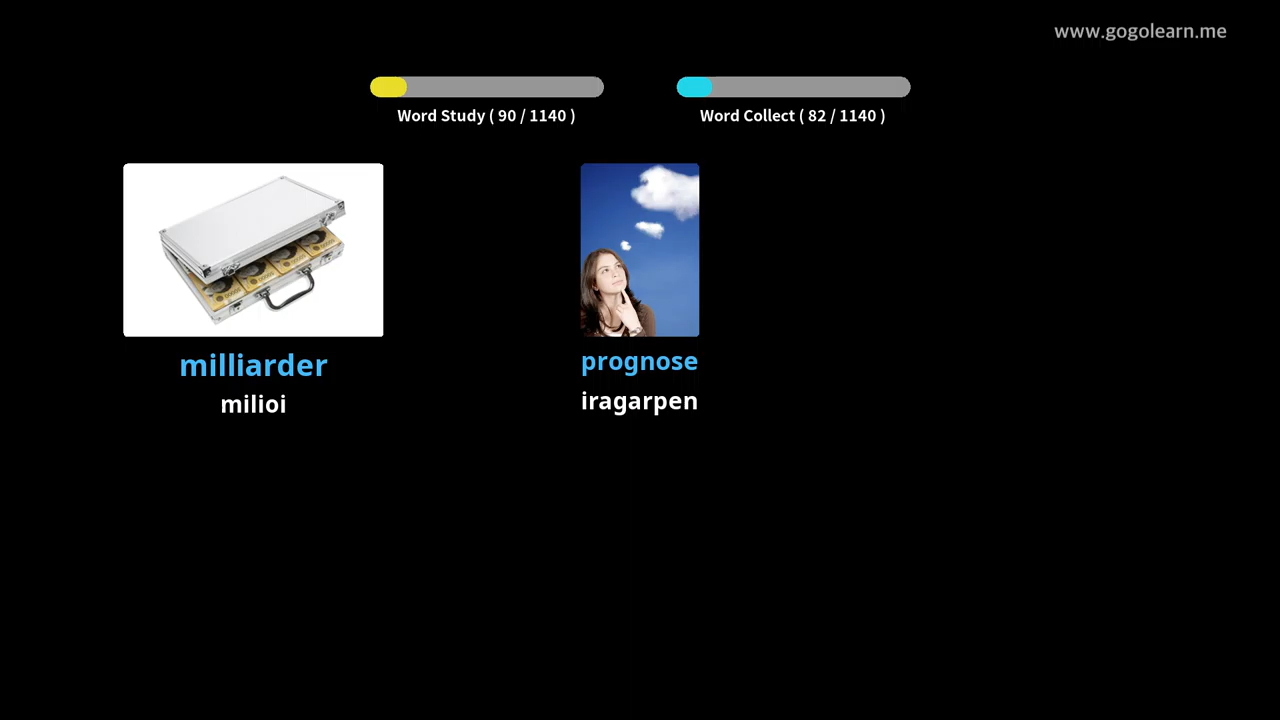 www.gogolearn.me
Word Study ( 90 / 1140 )
Word Collect ( 82 / 1140 )
milliarder
milioi
prognose
iragarpen